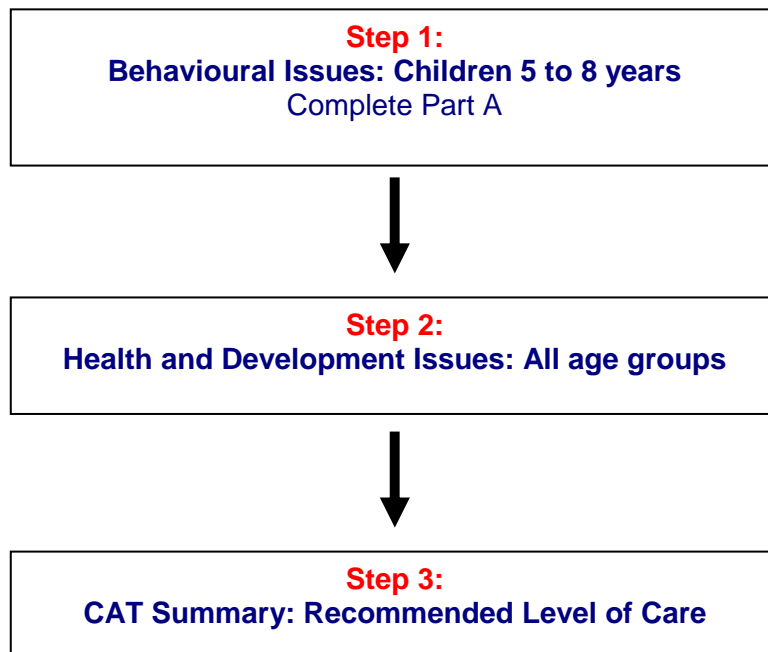 Step 1:
Behavioural Issues: Children 5 to 8 years
Complete Part A
Step 2:
Health and Development Issues: All age groups
Step 3:
CAT Summary: Recommended Level of Care